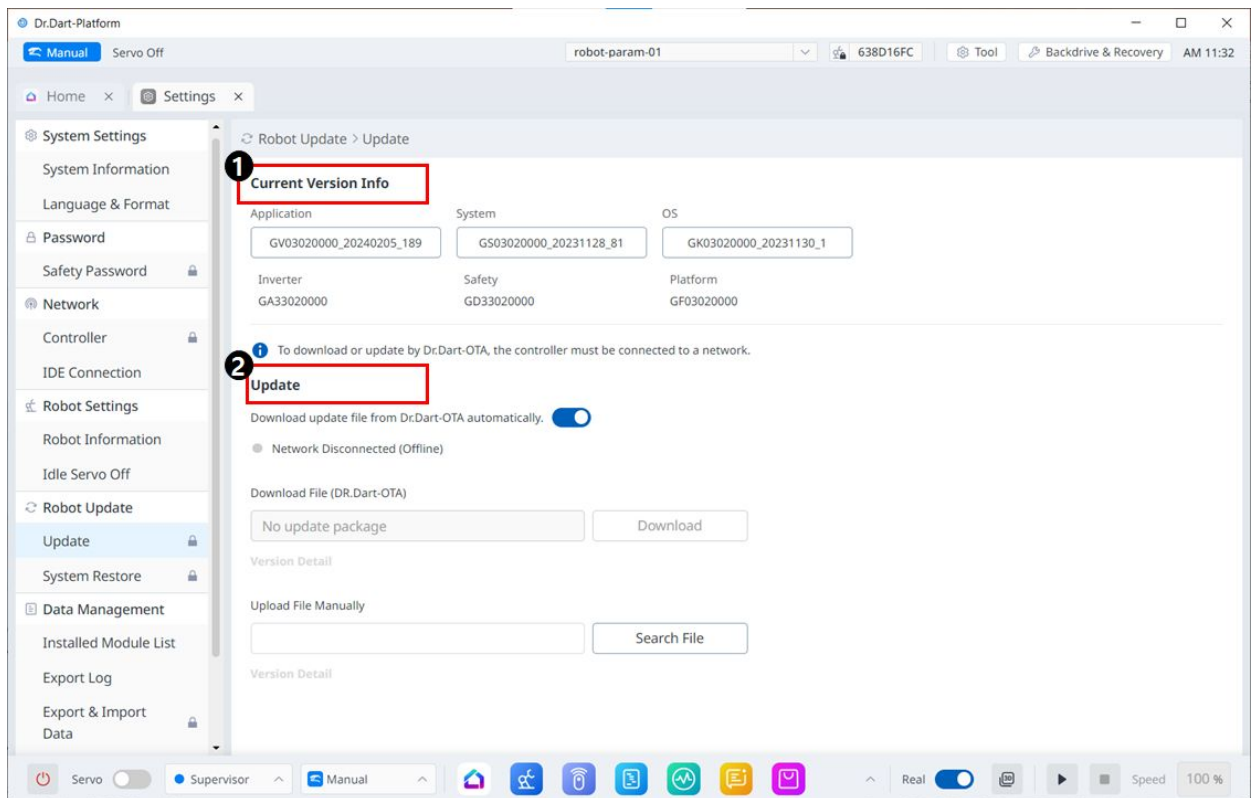 Dr.Dart-Platform
Manual Servo Off robot-param-01 638D16FC Tool Backdrive & Recovery AM 11:32
Home Settings
System Settings
System Information
Language & Format
Password
Safety Password
Network
Controller
IDE Connection
Robot Settings
Robot Information
Idle Servo Off
Robot Update
Update
System Restore
Data Management
Installed Module List
Export Log
Export & Import
Data
Robot Update > Update
1
Current Version Info
Application System OS
GV03020000_20240205_189 GS03020000_20231128_81 GK03020000_20231130_1
Inverter Safety Platform
GA33020000 GD33020000 GF03020000
To download or update by Dr.Dart-OTA, the controller must be connected to a network.
2
Update
Download update file from Dr.Dart-OTA automatically.
Network Disconnected (Offline)
Download File (DR.Dart-OTA)
No update package Download
Version Detail
Upload File Manually
Search File
Version Detail
Servo Supervisor Manual Real 3D Speed 100 %